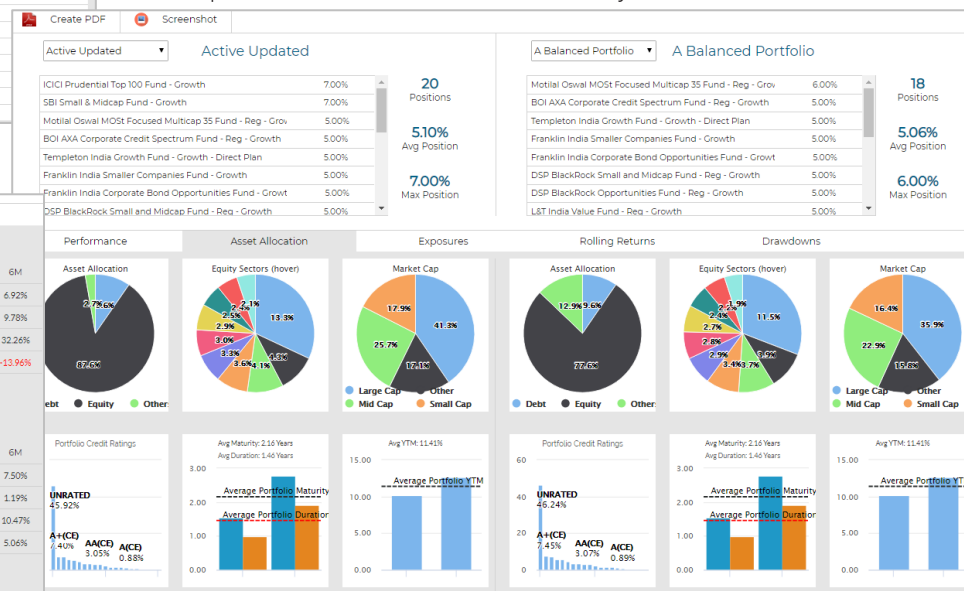 Create PDF
Screenshot
Active Updated
Active Updated
ICICI Prudential Top 100 Fund - Growth 7.00%
SBI Small & Midcap Fund - Growth 7.00%
Motilal Oswal MOSt Focused Multicap 35 Fund - Reg - Grov 5.00%
BOI AXA Corporate Credit Spectrum Fund - Reg - Growth 5.00%
Templeton India Growth Fund - Growth - Direct Plan 5.00%
Franklin India Smaller Companies Fund - Growth 5.00%
Franklin India Corporate Bond Opportunities Fund - Growt 5.00%
DSP BlackRock Small and Midcap Fund - Reg - Growth 5.00%
20
Positions
5.10%
Avg Position
7.00%
Max Position
A Balanced Portfolio
A Balanced Portfolio
Motilal Oswal MOSt Focused Multicap 35 Fund - Reg - Grov 6.00%
BOI AXA Corporate Credit Spectrum Fund - Reg - Growth 5.00%
Templeton India Growth Fund - Growth - Direct Plan 5.00%
Franklin India Smaller Companies Fund - Growth 5.00%
Franklin India Corporate Bond Opportunities Fund - Growt 5.00%
DSP BlackRock Small and Midcap Fund - Reg - Growth 5.00%
DSP BlackRock Opportunities Fund - Reg - Growth 5.00%
L&T India Value Fund - Reg - Growth 5.00%
18
Positions
5.06%
Avg Position
6.00%
Max Position
Performance Asset Allocation Exposures Rolling Returns Drawdowns
6M
6.92%
9.78%
32.26%
-13.96%
6M
7.50%
1.19%
10.47%
5.06%
Asset Allocation
2.7%
87.6%
ebt Equity Other
Equity Sectors (hover)
2.1%
2.5%
2.9%
3.0%
3.3%
3.6%
4.1%
4.3%
13.3%
Market Cap
17.9%
41.3%
25.7%
17.1%
Large Cap Other
Mid Cap Small Cap
Asset Allocation
12.9% 9.6%
77.6%
Debt Equity Other
Equity Sectors (hover)
1.9%
2.4%
2.7%
2.8%
2.9%
3.4%
3.7%
3.9%
11.5%
Market Cap
16.4%
35.9%
22.9%
Large Cap Other
Mid Cap Small Cap
Portfolio Credit Ratings
UNRATED
45.92%
A+(CE)
7.40%
AA(CE)
3.05%
A(CE)
0.88%
Avg Maturity: 2.16 Years
Avg Duration: 1.46 Years
3.00
Average Portfolio Maturity
2.00
Average Portfolio Duration
1.00
0.00
Avg YTM: 11.41%
15.00
Average Portfolio YTM
10.00
5.00
0.00
Portfolio Credit Ratings
60
40
20
0
UNRATED
46.24%
A+(CE)
7.45%
AA(CE)
3.07%
A(CE)
0.89%
Avg Maturity: 2.16 Years
Avg Duration: 1.46 Years
3.00
Average Portfolio Maturity
2.00
Average Portfolio Duration
1.00
0.00
Avg YTM: 11.41%
15.00
Average Portfolio YT
10.00
5.00
0.00